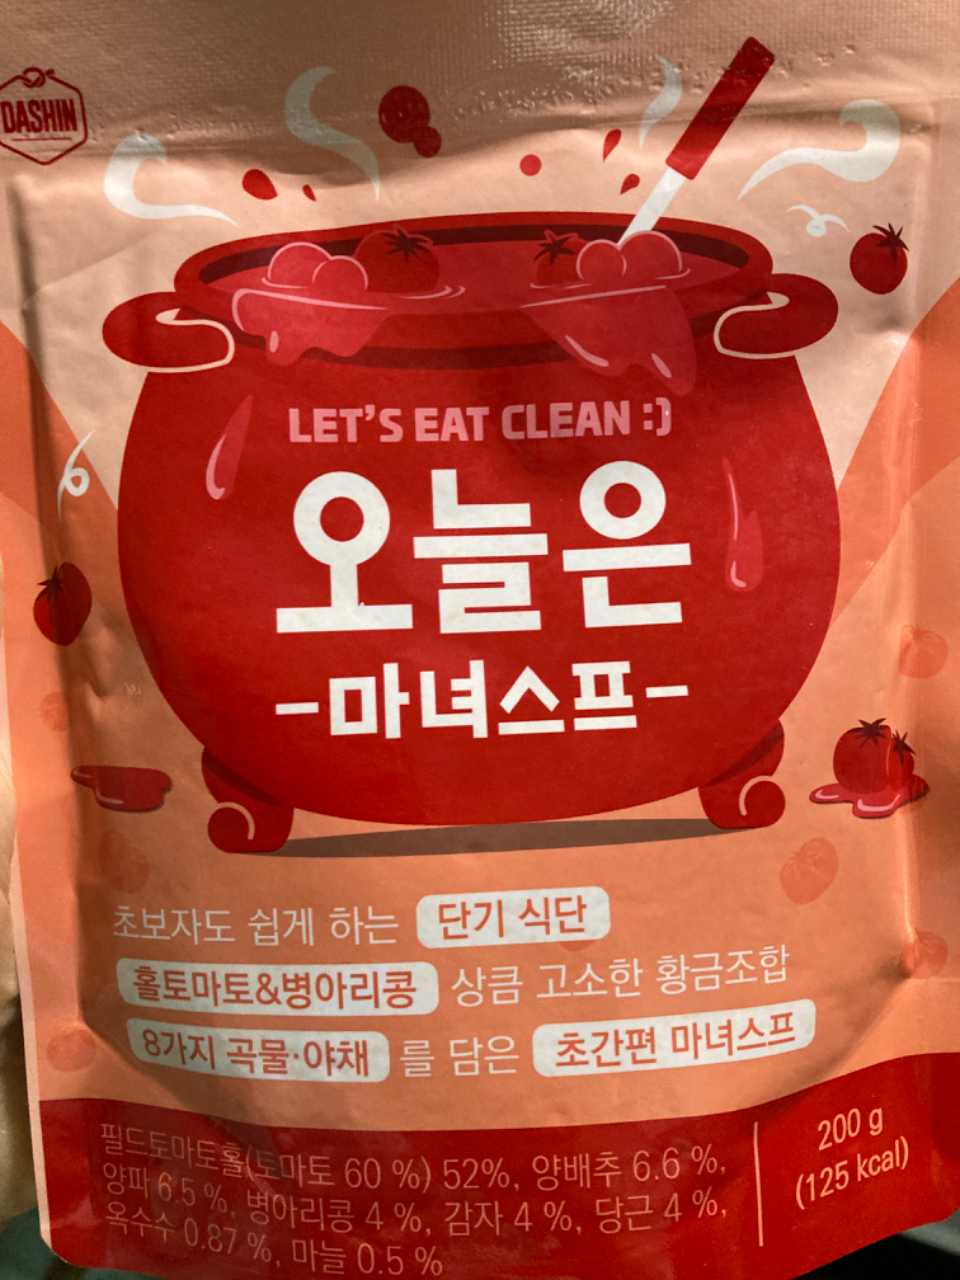 DASHIN
LET'S EAT CLEAN :)
오늘은
-마녀스프-
초보자도 쉽게 하는 단기 식단
홀토마토&병아리콩 상큼 고소한 황금조합
8가지 곡물·야채 를 담은 초간편 마녀스프
필드토마토홀(토마토 60 %) 52%, 양배추 6.6 %,
양파 6.5 %, 병아리콩 4 %, 감자 4 %, 당근 4 %,
옥수수 0.87 %, 마늘 0.5 %
200 g
(125 kcal)